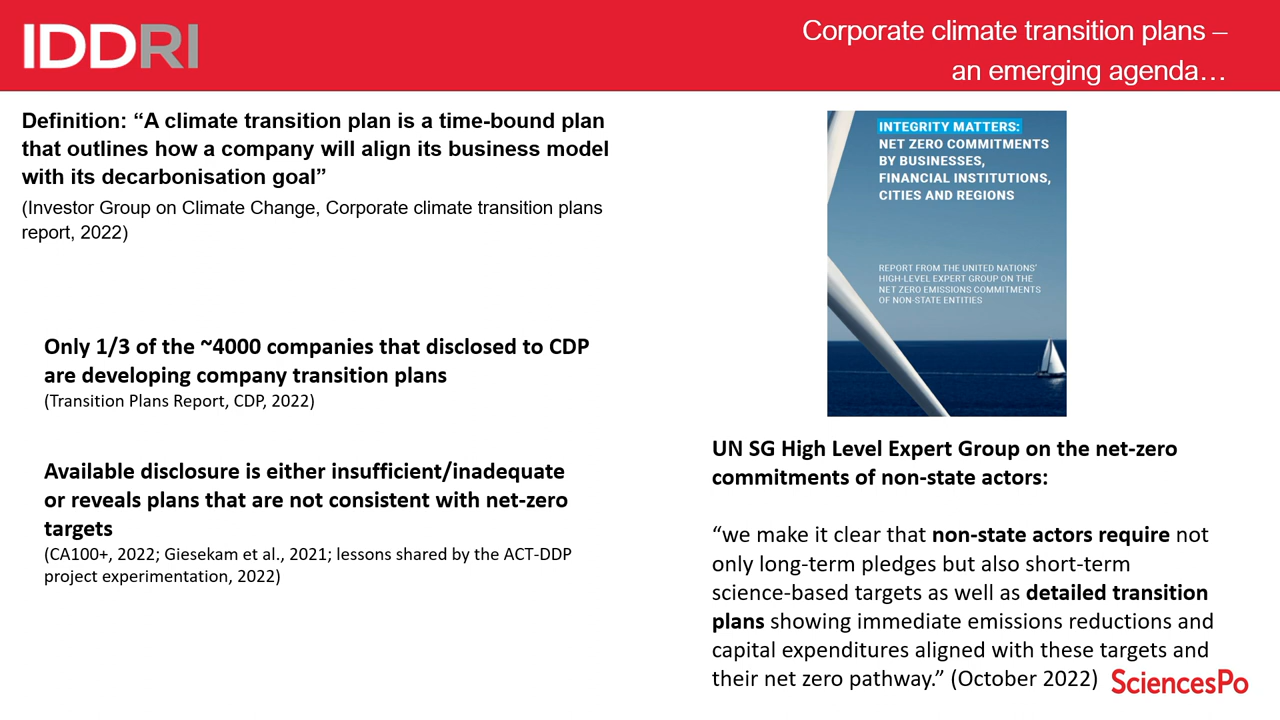 IDDRI
Corporate climate transition plans –
an emerging agenda…
Definition: “A climate transition plan is a time-bound plan
that outlines how a company will align its business model
with its decarbonisation goal”
(Investor Group on Climate Change, Corporate climate transition plans
report, 2022)
Only 1/3 of the ~4000 companies that disclosed to CDP
are developing company transition plans
(Transition Plans Report, CDP, 2022)
Available disclosure is either insufficient/inadequate
or reveals plans that are not consistent with net-zero
targets
(CA100+, 2022; Giesekam et al., 2021; lessons shared by the ACT-DDP
project experimentation, 2022)
INTEGRITY MATTERS:
NET ZERO COMMITMENTS
BY BUSINESSES,
FINANCIAL INSTITUTIONS,
CITIES AND REGIONS
REPORT FROM THE UNITED NATIONS’
HIGH-LEVEL EXPERT GROUP ON THE
NET ZERO EMISSIONS COMMITMENTS
OF NON-STATE ENTITIES
UN SG High Level Expert Group on the net-zero
commitments of non-state actors:
“we make it clear that non-state actors require not
only long-term pledges but also short-term
science-based targets as well as detailed transition
plans showing immediate emissions reductions and
capital expenditures aligned with these targets and
their net zero pathway.” (October 2022)
SciencesPo